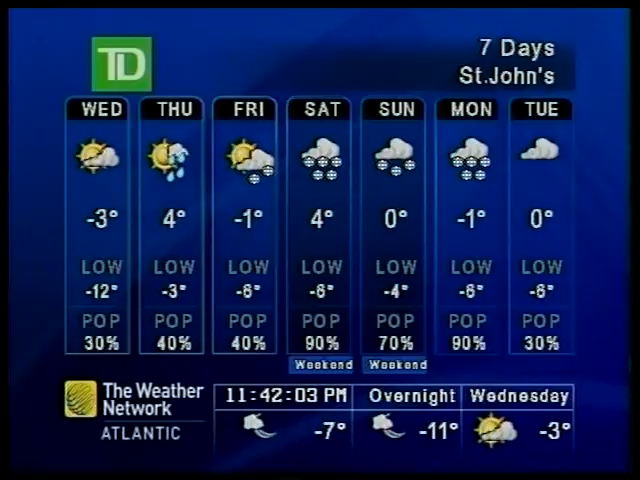 TD
7 Days
St.John's
WED THU FRI SAT SUN MON TUE
-3° 4° -1° 4° 0° -1° 0°
LOW LOW LOW LOW LOW LOW LOW
-12° -3° -6° -6° -4° -6° -6°
POP POP POP POP POP POP POP
30% 40% 40% 90% 70% 90% 30%
Weekend Weekend
The Weather
Network
ATLANTIC
11:42:03 PM Overnight Wednesday
-7° -11° -3°